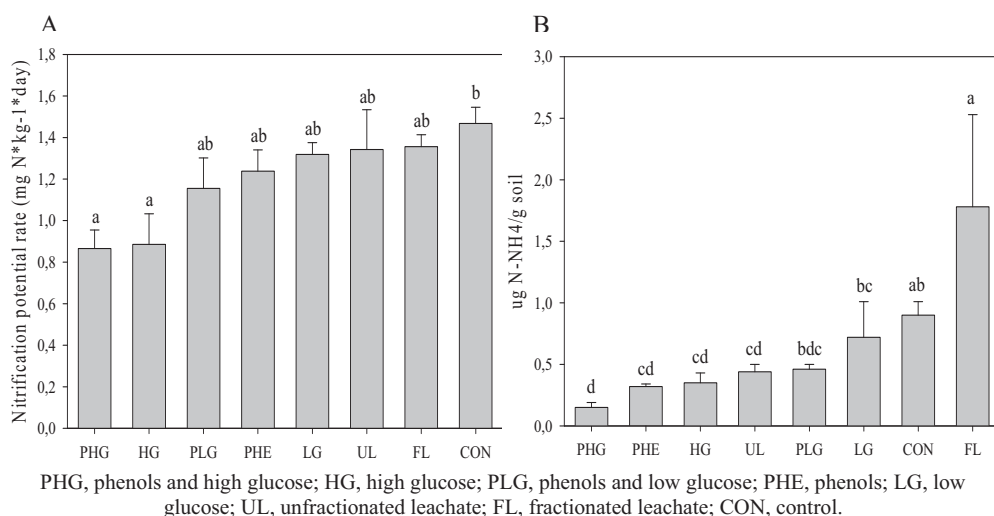 A
Nitrification potential rate (mg N*kg-1*day)
1,8
1,6
1,4
1,2
1,0
0,8
0,6
0,4
0,2
0,0
a
a
ab
ab
ab
ab
ab
b
PHG HG PLG PHE LG UL FL CON
B
ug N-NH4/g soil
3,0
2,5
2,0
1,5
1,0
0,5
0,0
d
cd
cd
cd
bdc
bc
ab
a
PHG PHE HG UL PLG LG CON FL
PHG, phenols and high glucose; HG, high glucose; PLG, phenols and low glucose; PHE, phenols; LG, low
glucose; UL, unfractionated leachate; FL, fractionated leachate; CON, control.